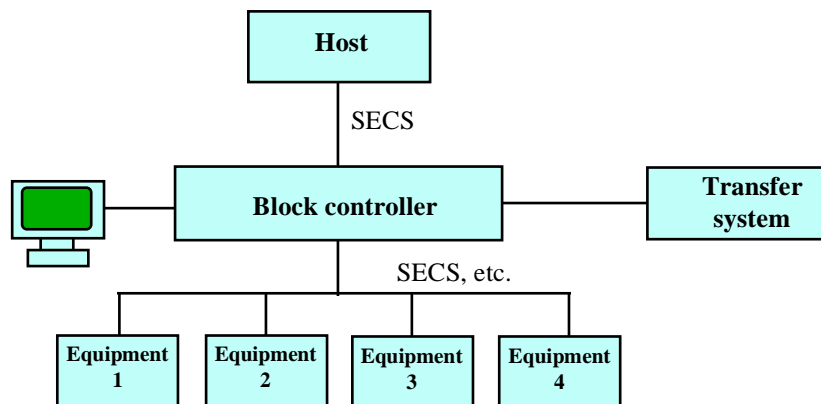 Host
SECS
Block controller
Transfer
system
SECS, etc.
Equipment
1
Equipment
2
Equipment
3
Equipment
4